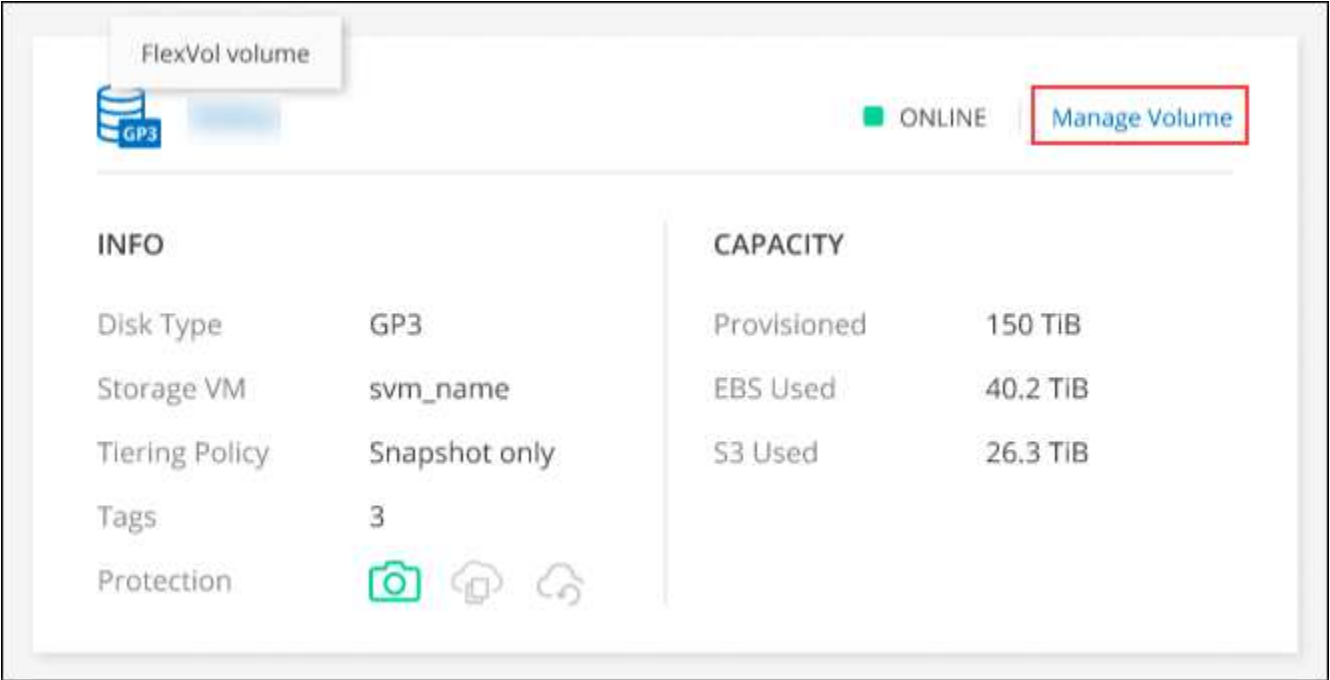 FlexVol volume
GP3
ONLINE
Manage Volume
INFO
Disk Type GP3
Storage VM svm_name
Tiering Policy Snapshot only
Tags 3
Protection
CAPACITY
Provisioned 150 TiB
EBS Used 40.2 TiB
S3 Used 26.3 TiB